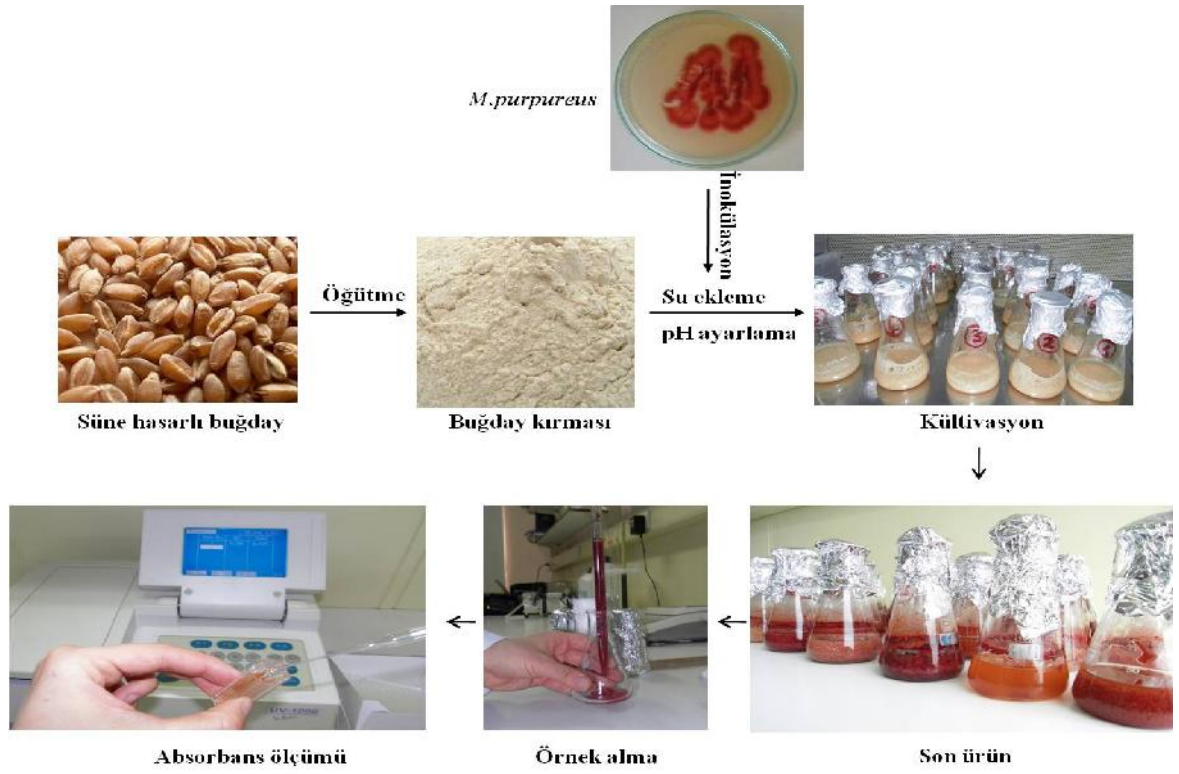 M.purpureus
İnokülasyon
Öğütme
Su ekleme
pH ayarlama
Süne hasarlı buğday
Buğday kırması
Kültivasyon
Absorbans ölçümü
Örnek alma
Son ürün